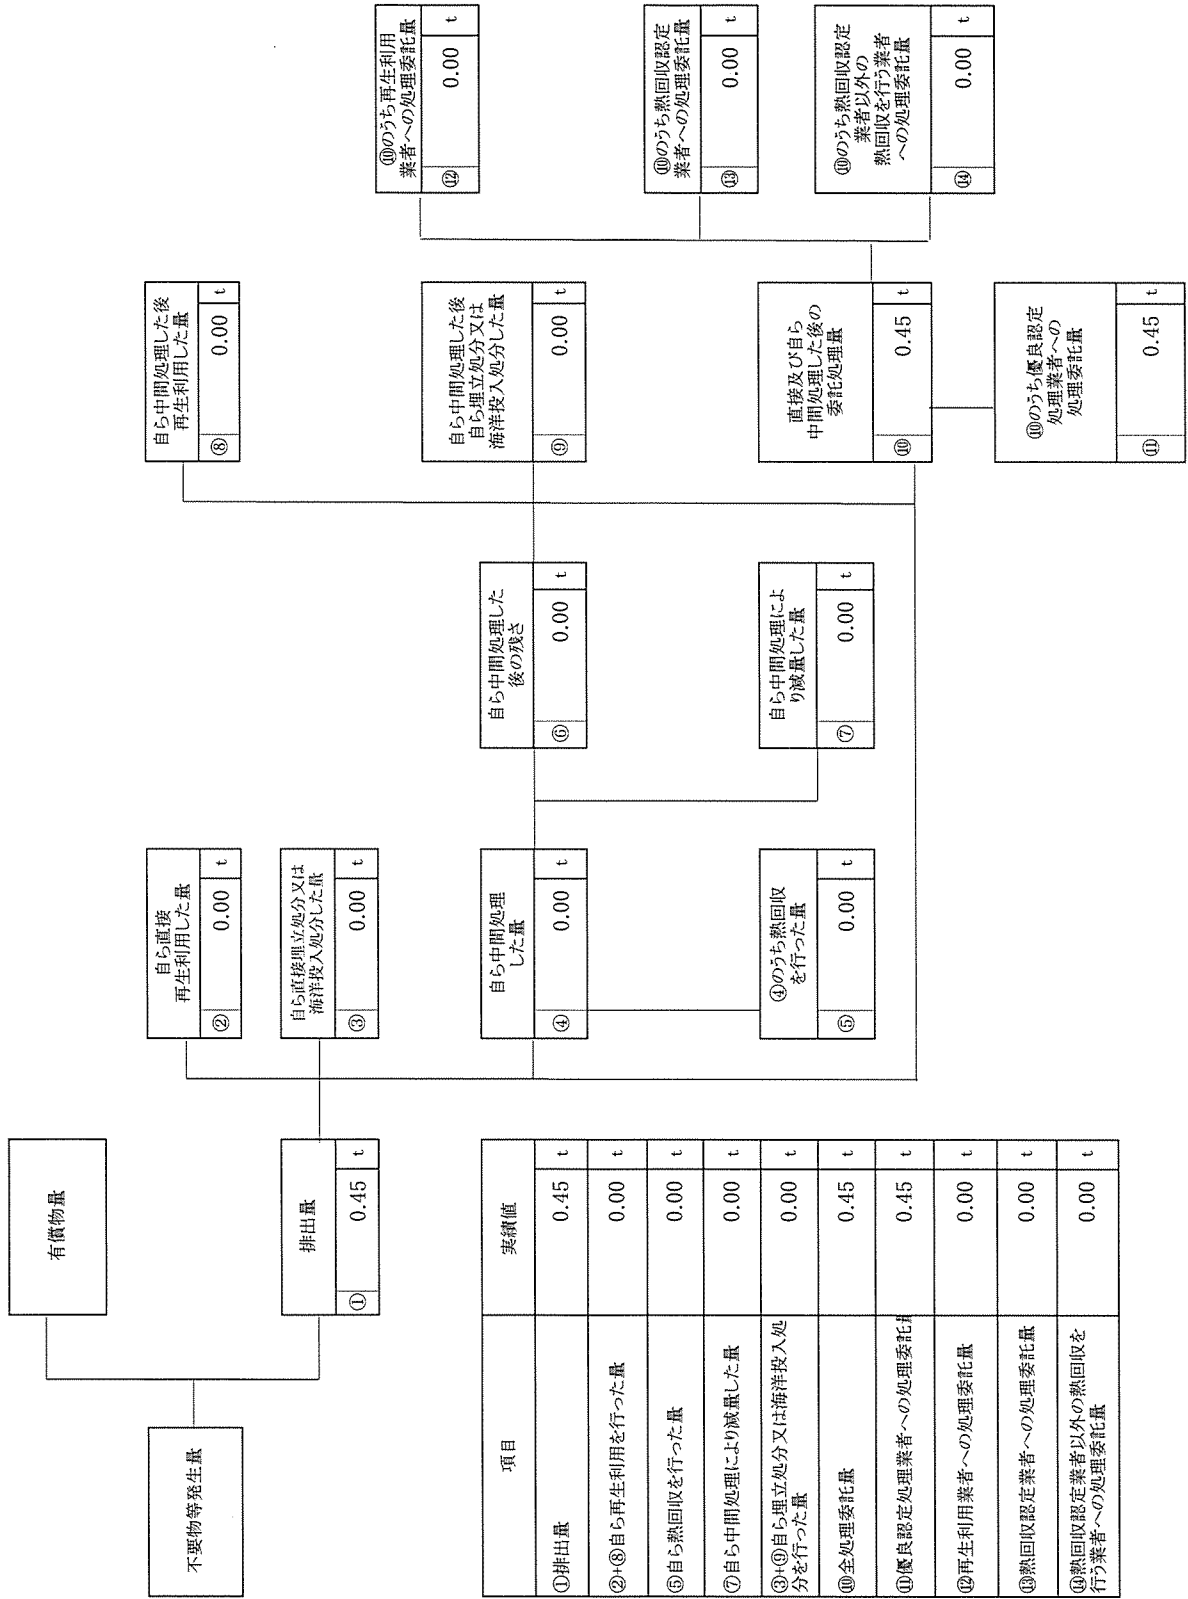 不要物等発生量
有償物量
排出量
① 0.45 t
自ら直接
再生利用した量
② 0.00 t
自ら直接埋立処分又は
海洋投入処分した量
③ 0.00 t
自ら中間処理
した量
④ 0.00 t
④のうち熱回収
を行った量
⑤ 0.00 t
自ら中間処理した
後の残さ
⑥ 0.00 t
自ら中間処理によ
り減量した量
⑦ 0.00 t
自ら中間処理した後
再生利用した量
⑧ 0.00 t
自ら中間処理した後
自ら埋立処分又は
海洋投入処分した量
⑨ 0.00 t
直接及び自ら
中間処理した後の
委託処理量
⑩ 0.45 t
⑩のうち優良認定
処理業者への
処理委託量
⑪ 0.45 t
⑩のうち再生利用
業者への処理委託量
⑫ 0.00 t
⑩のうち熱回収認定
業者への処理委託量
⑬ 0.00 t
⑩のうち熱回収認定
業者以外の
熱回収を行う業者
への処理委託量
⑭ 0.00 t
項目 実績値
①排出量 0.45 t
②+⑧自ら再生利用を行った量 0.00 t
⑤自ら熱回収を行った量 0.00 t
⑦自ら中間処理により減量した量 0.00 t
③+⑨自ら埋立処分又は海洋投入処
分を行った量 0.00 t
⑩全処理委託量 0.45 t
⑪優良認定処理業者への処理委託量 0.45 t
⑫再生利用業者への処理委託量 0.00 t
⑬熱回収認定業者への処理委託量 0.00 t
⑭熱回収認定業者以外の熱回収を
行う業者への処理委託量 0.00 t